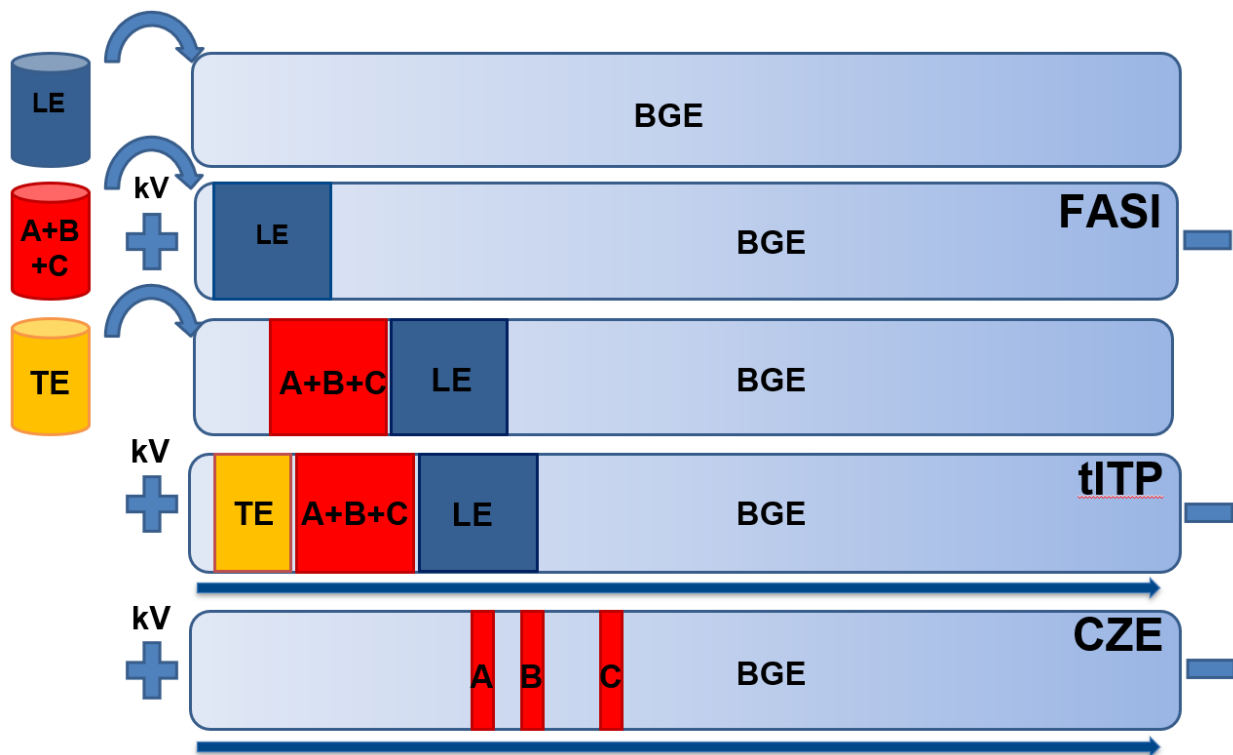 LE
BGE
A+B
+C
kV
LE
BGE
FASI
TE
A+B+C
LE
BGE
kV
TE
A+B+C
LE
BGE
tITP
kV
A
B
C
BGE
CZE